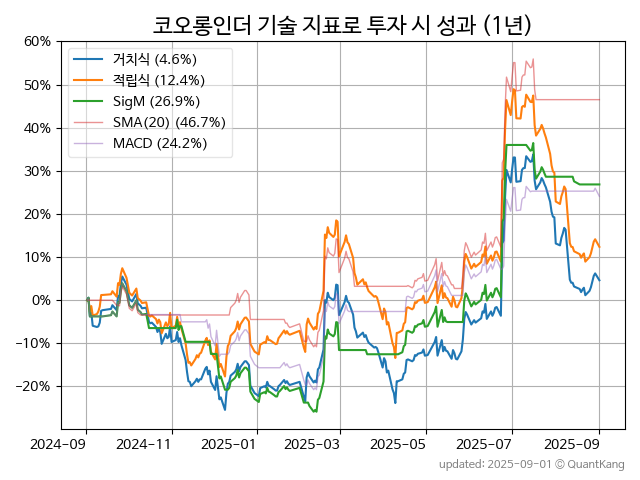 코오롱인더 기술 지표로 투자 시 성과 (1년)
60%
50%
40%
30%
20%
10%
0%
−10%
−20%
거치식 (4.6%)
적립식 (12.4%)
SigM (26.9%)
SMA(20) (46.7%)
MACD (24.2%)
2024-09
2024-11
2025-01
2025-03
2025-05
2025-07
2025-09
updated: 2025-09-01 © QuantKang